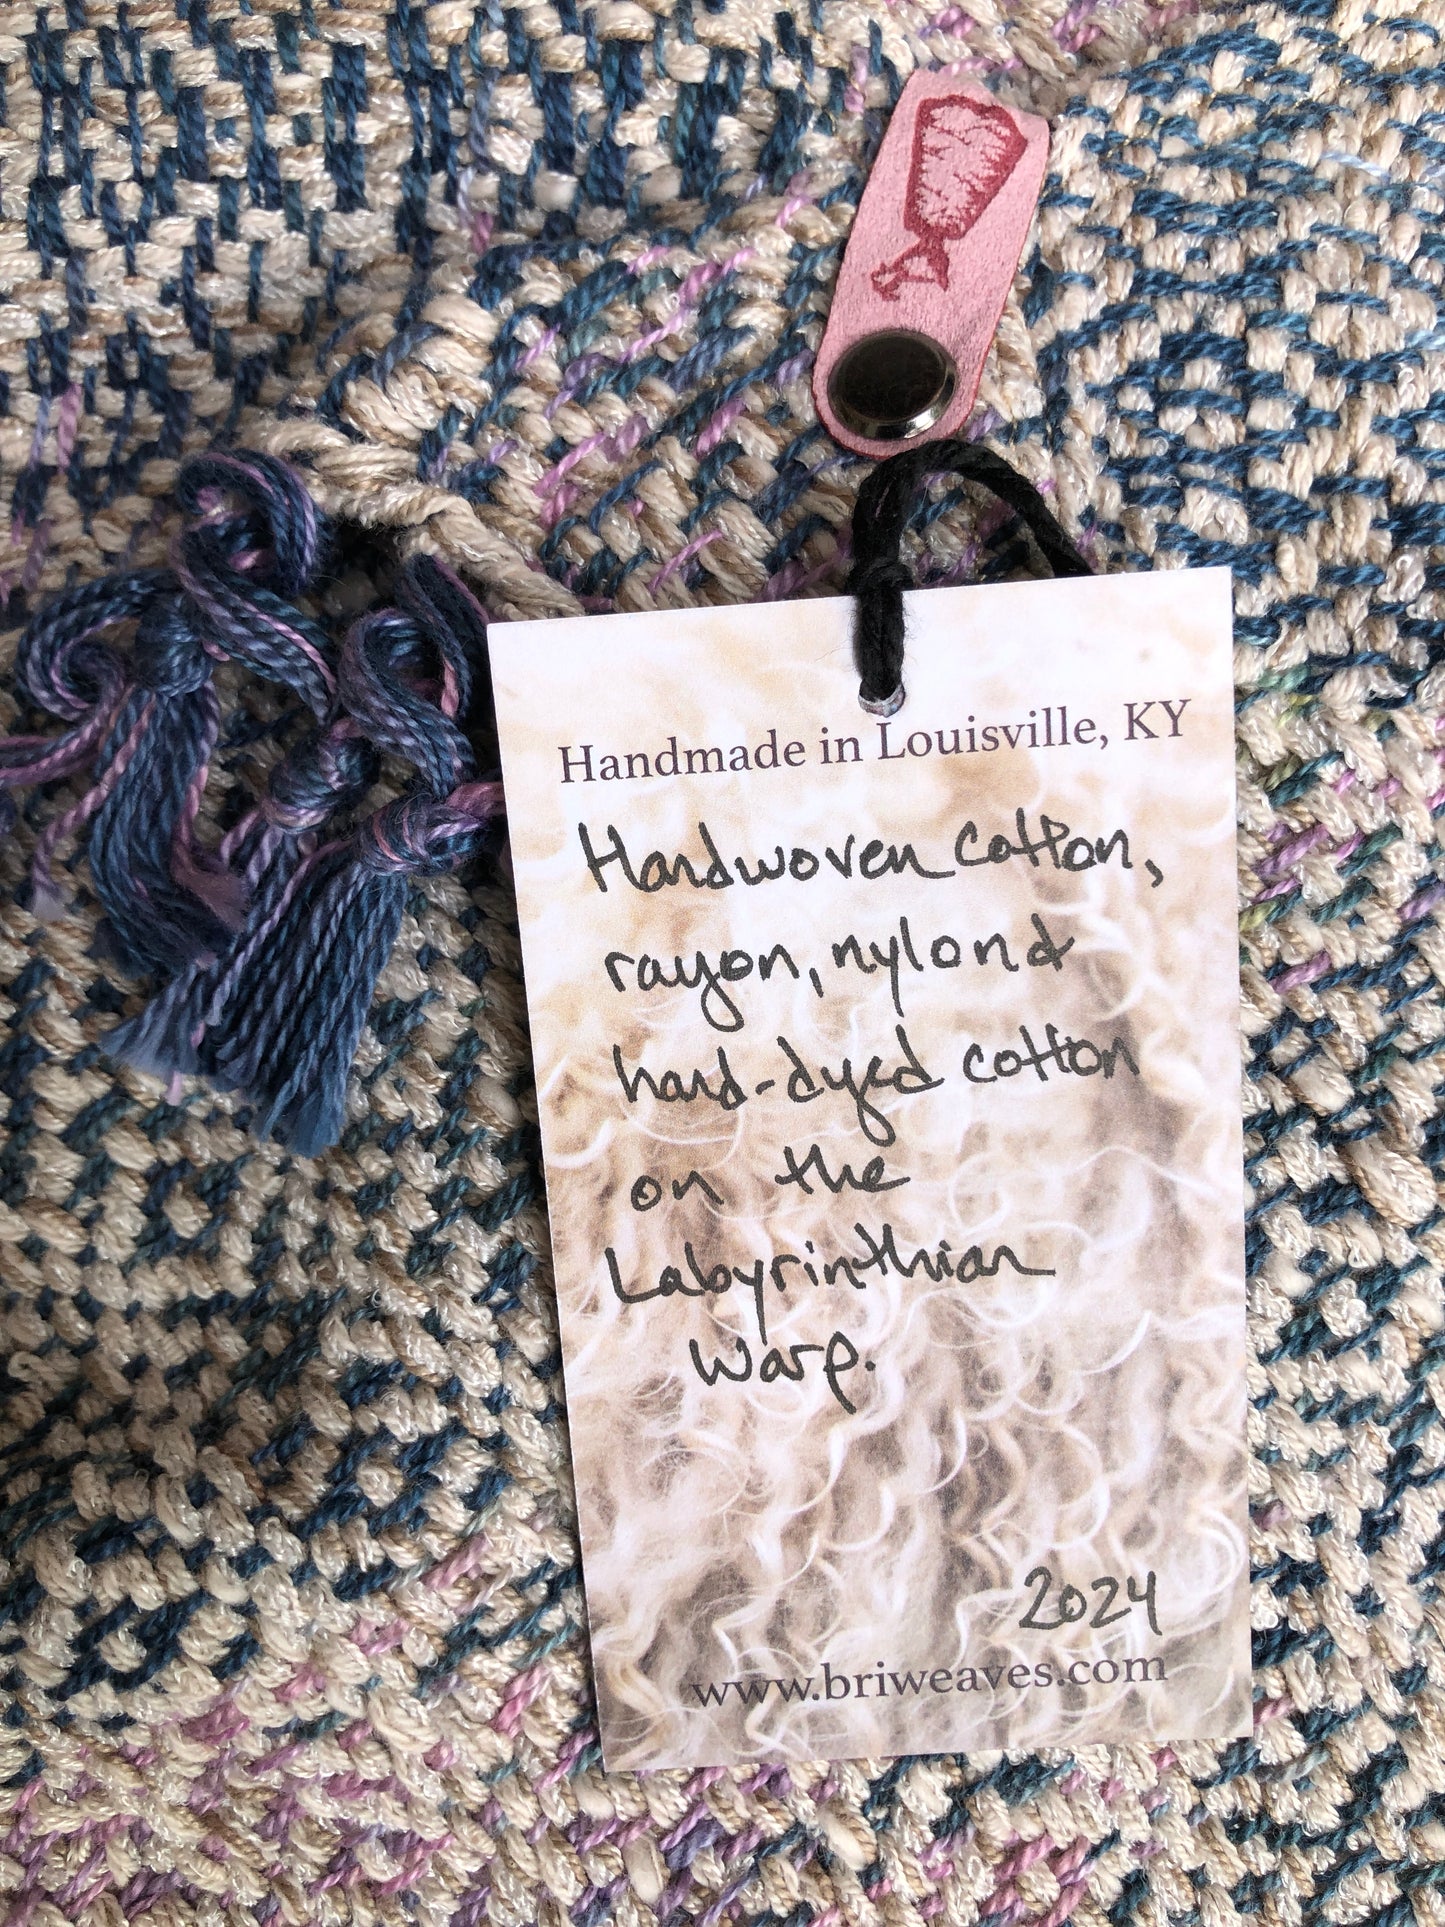 Handmade in Louisville, KY
Handwoven cotton,
rayon, nylon &
hand-dyed cotton
on the
Labyrinthian
warp.
2024
www.briweaves.com